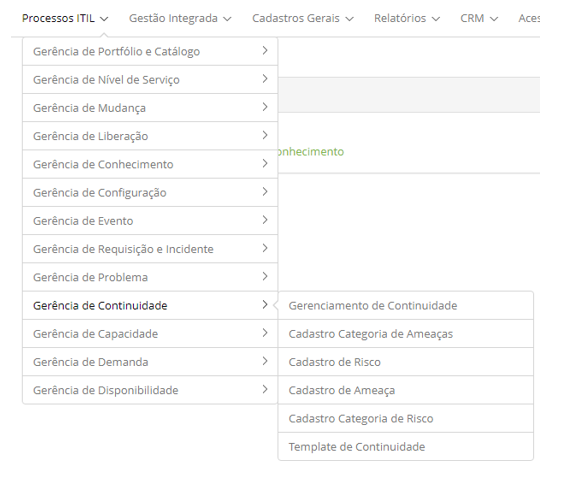 Processos ITIL Gestão Integrada Cadastros Gerais Relatórios CRM Aces
Gerência de Portfólio e Catálogo
Gerência de Nível de Serviço
Gerência de Mudança
Gerência de Liberação
onhecimento
Gerência de Conhecimento
Gerência de Configuração
Gerência de Evento
Gerência de Requisição e Incidente
Gerência de Problema
Gerência de Continuidade
Gerência de Capacidade
Gerência de Demanda
Gerência de Disponibilidade
Gerenciamento de Continuidade
Cadastro Categoria de Ameaças
Cadastro de Risco
Cadastro de Ameaça
Cadastro Categoria de Risco
Template de Continuidade